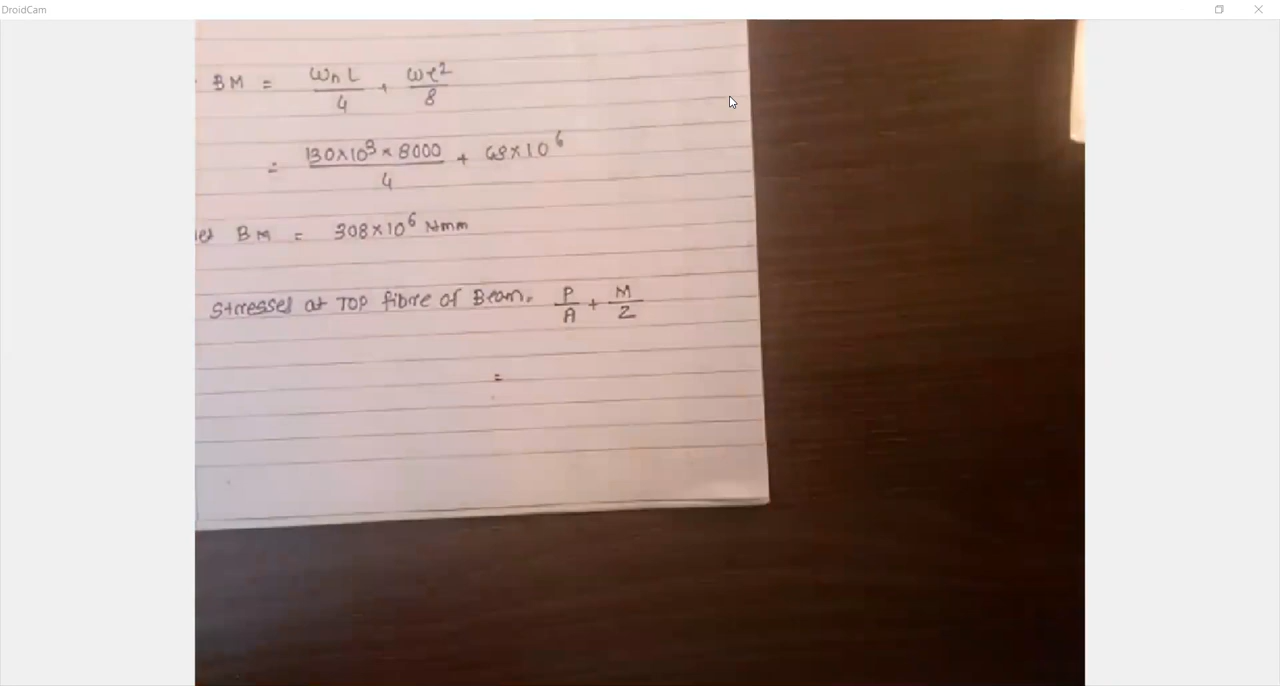 DroidCam
BM = WnL/4 + wl²/8
= 130×10³×8000/4 + 48×10⁶
BM = 308×10⁶ Nmm
Stresses at Top fibre of Beam. P/A + M/Z
=